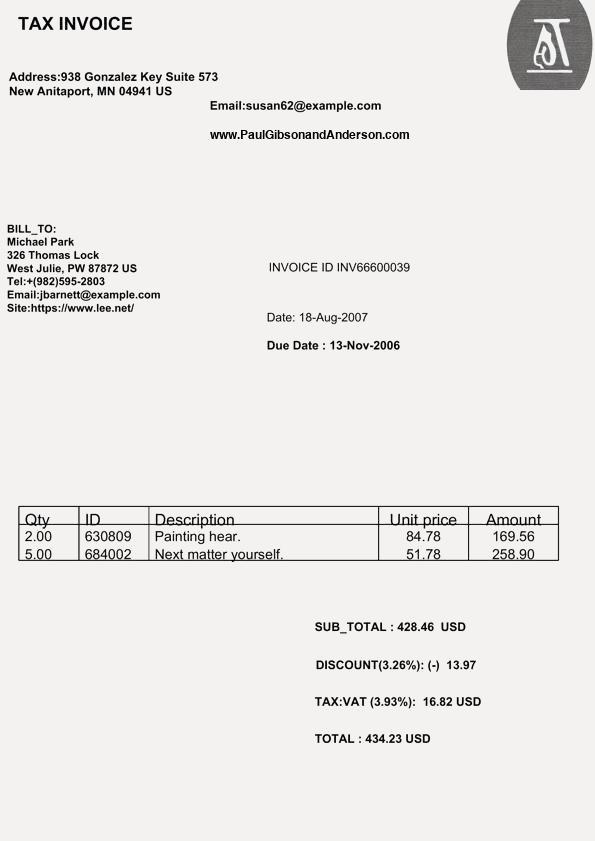 TAX INVOICE
Address:938 Gonzalez Key Suite 573
New Anitaport, MN 04941 US
Email:susan62@example.com
www.PaulGibsonandAnderson.com
BILL_TO:
Michael Park
326 Thomas Lock
West Julie, PW 87872 US
Tel:+(982)595-2803
Email:jbarnett@example.com
Site:https://www.lee.net/
INVOICE ID INV66600039
Date: 18-Aug-2007
Due Date : 13-Nov-2006
Qty ID Description Unit price Amount
2.00 630809 Painting hear. 84.78 169.56
5.00 684002 Next matter yourself. 51.78 258.90
SUB_TOTAL : 428.46 USD
DISCOUNT(3.26%): (-) 13.97
TAX:VAT (3.93%): 16.82 USD
TOTAL : 434.23 USD